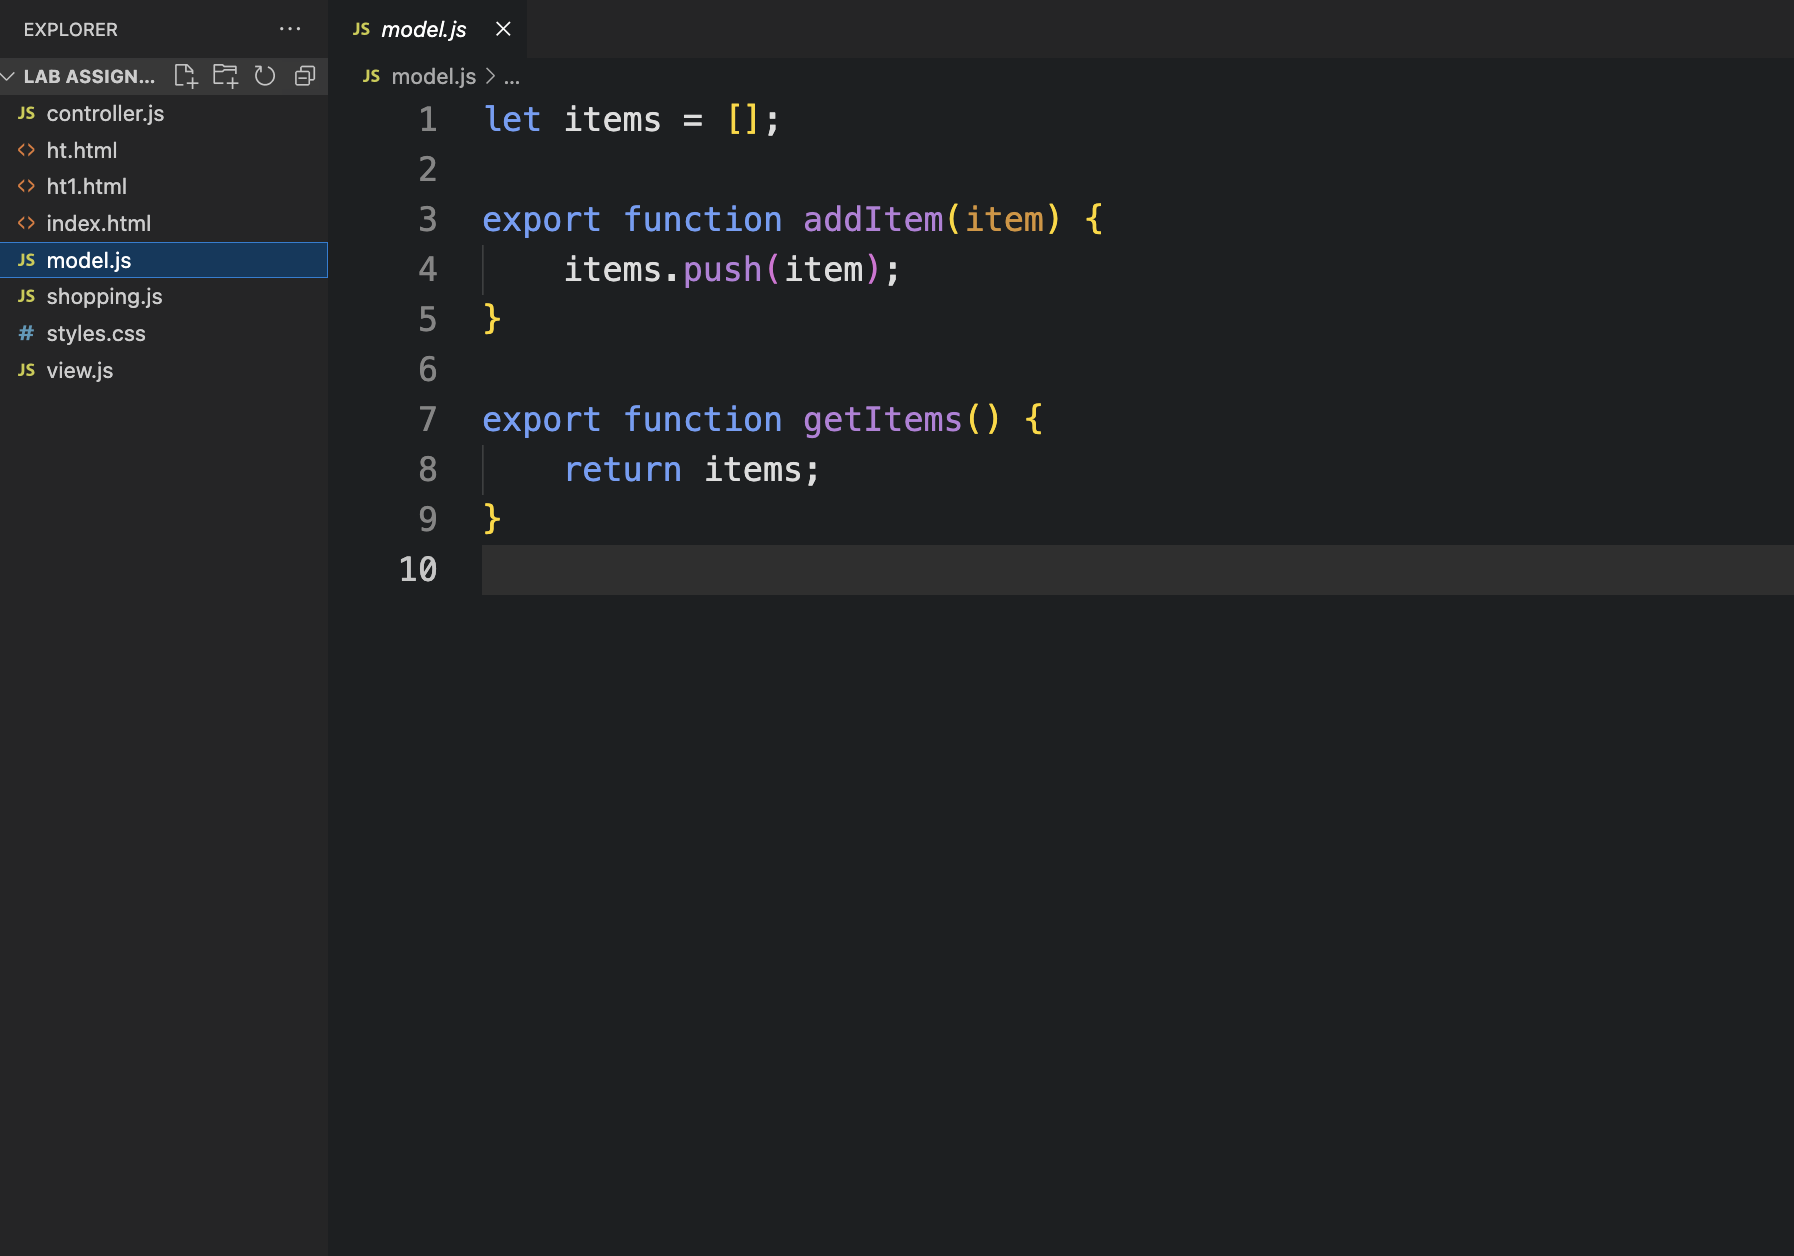 EXPLORER ...
LAB ASSIGN...
JS controller.js
<> ht.html
<> ht1.html
<> index.html
JS model.js
JS shopping.js
# styles.css
JS view.js
JS model.js
JS model.js > ...
1 let items = [];
2
3 export function addItem(item) {
4     items.push(item);
5 }
6
7 export function getItems() {
8     return items;
9 }
10